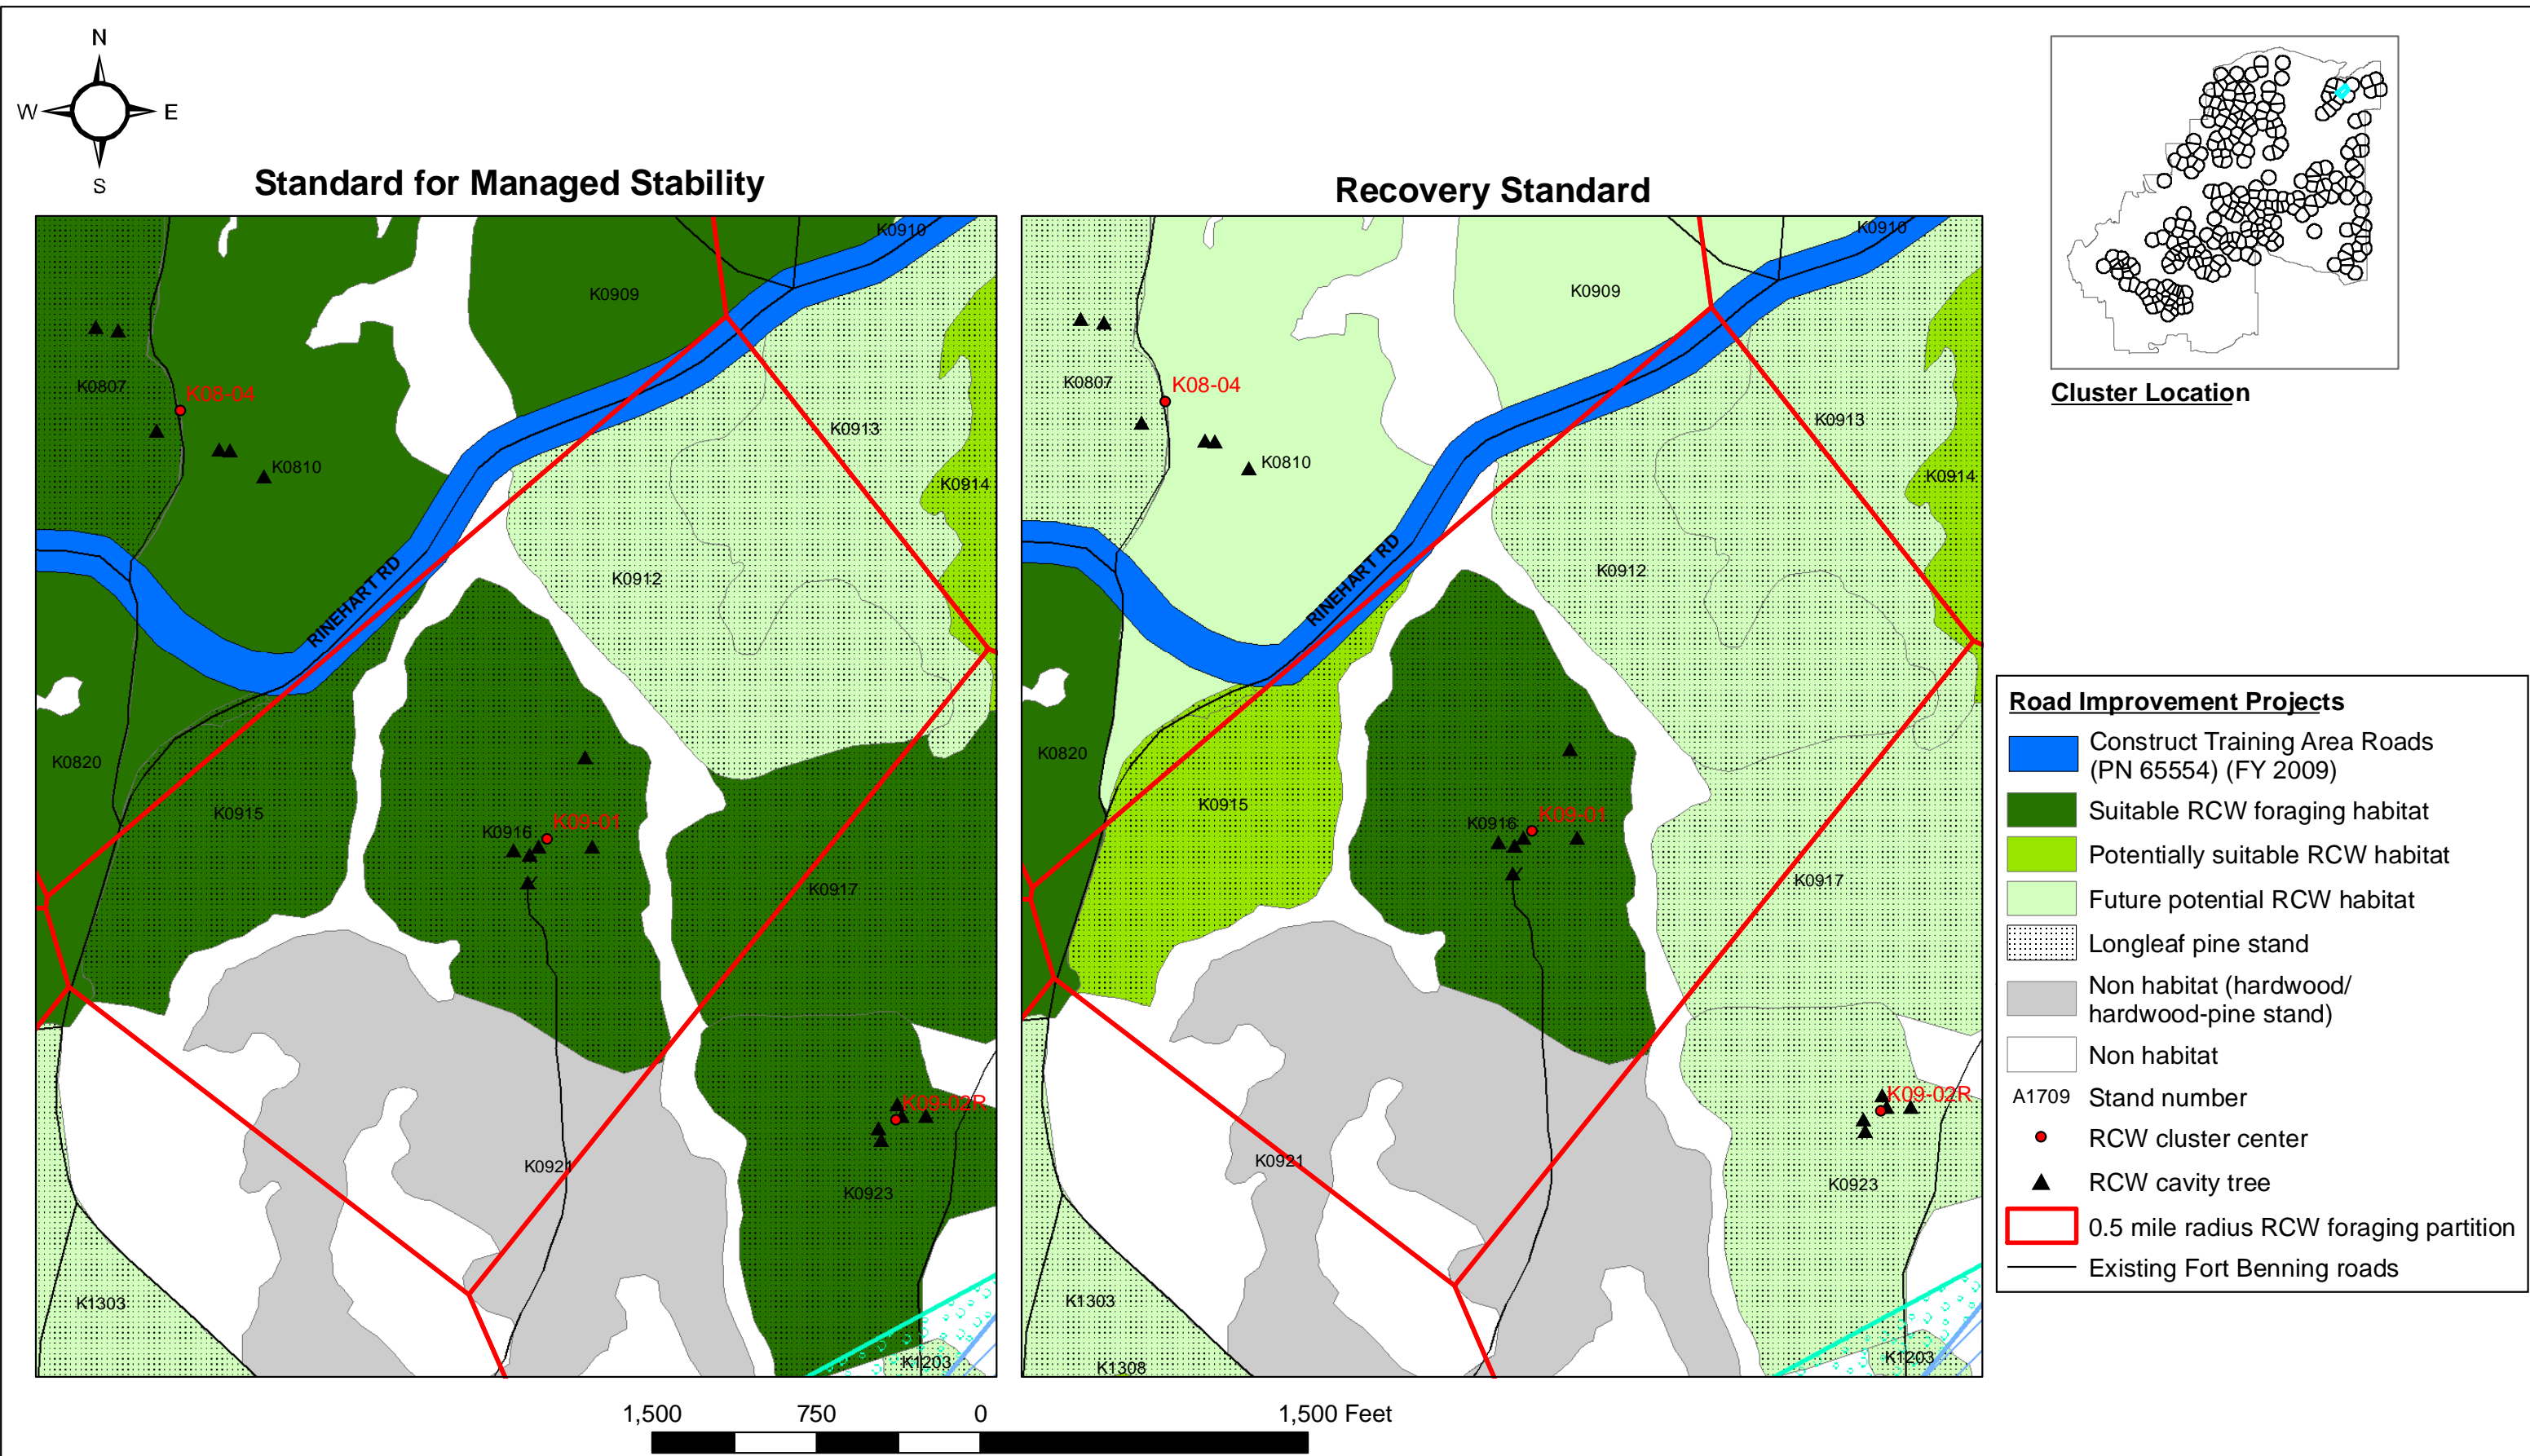 N
W
E
S
Standard for Managed Stability
K0910
K0909
K0807
K08-04
K0810
K0913
K0914
K0912
RINEHART RD
K0820
K0915
K0916
K09-01
K0917
K09-02R
K0921
K0923
K1303
K1203
Recovery Standard
K0910
K0909
K0807
K08-04
K0810
K0913
K0914
K0912
RINEHART RD
K0820
K0915
K0916
K09-01
K0917
K09-02R
K0921
K0923
K1303
K1308
K1203
Cluster Location
Road Improvement Projects
Construct Training Area Roads
(PN 65554) (FY 2009)
Suitable RCW foraging habitat
Potentially suitable RCW habitat
Future potential RCW habitat
Longleaf pine stand
Non habitat (hardwood/
hardwood-pine stand)
Non habitat
A1709 Stand number
RCW cluster center
RCW cavity tree
0.5 mile radius RCW foraging partition
Existing Fort Benning roads
1,500 750 0 1,500 Feet